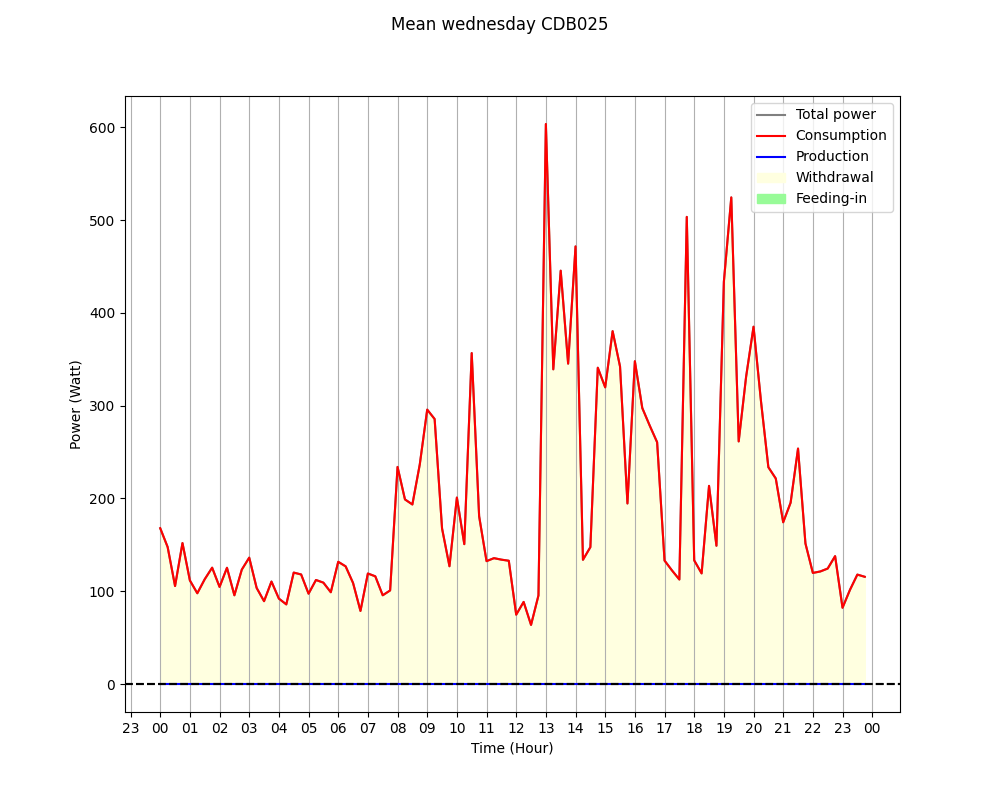 Mean wednesday CDB025
Total power
Consumption
Production
Withdrawal
Feeding-in
600
500
400
300
200
100
0
Power (Watt)
23 00 01 02 03 04 05 06 07 08 09 10 11 12 13 14 15 16 17 18 19 20 21 22 23 00
Time (Hour)